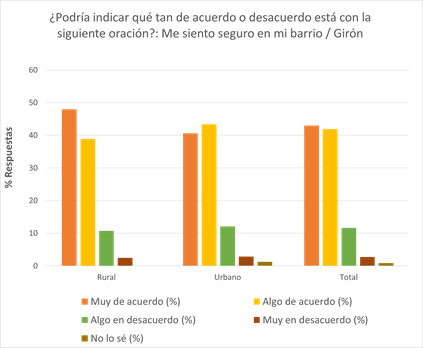 ¿Podría indicar qué tan de acuerdo o desacuerdo está con la
siguiente oración?: Me siento seguro en mi barrio / Girón
60
50
40
30
20
10
0
% Respuestas
Rural
Urbano
Total
Muy de acuerdo (%)
Algo de acuerdo (%)
Algo en desacuerdo (%)
Muy en desacuerdo (%)
No lo sé (%)